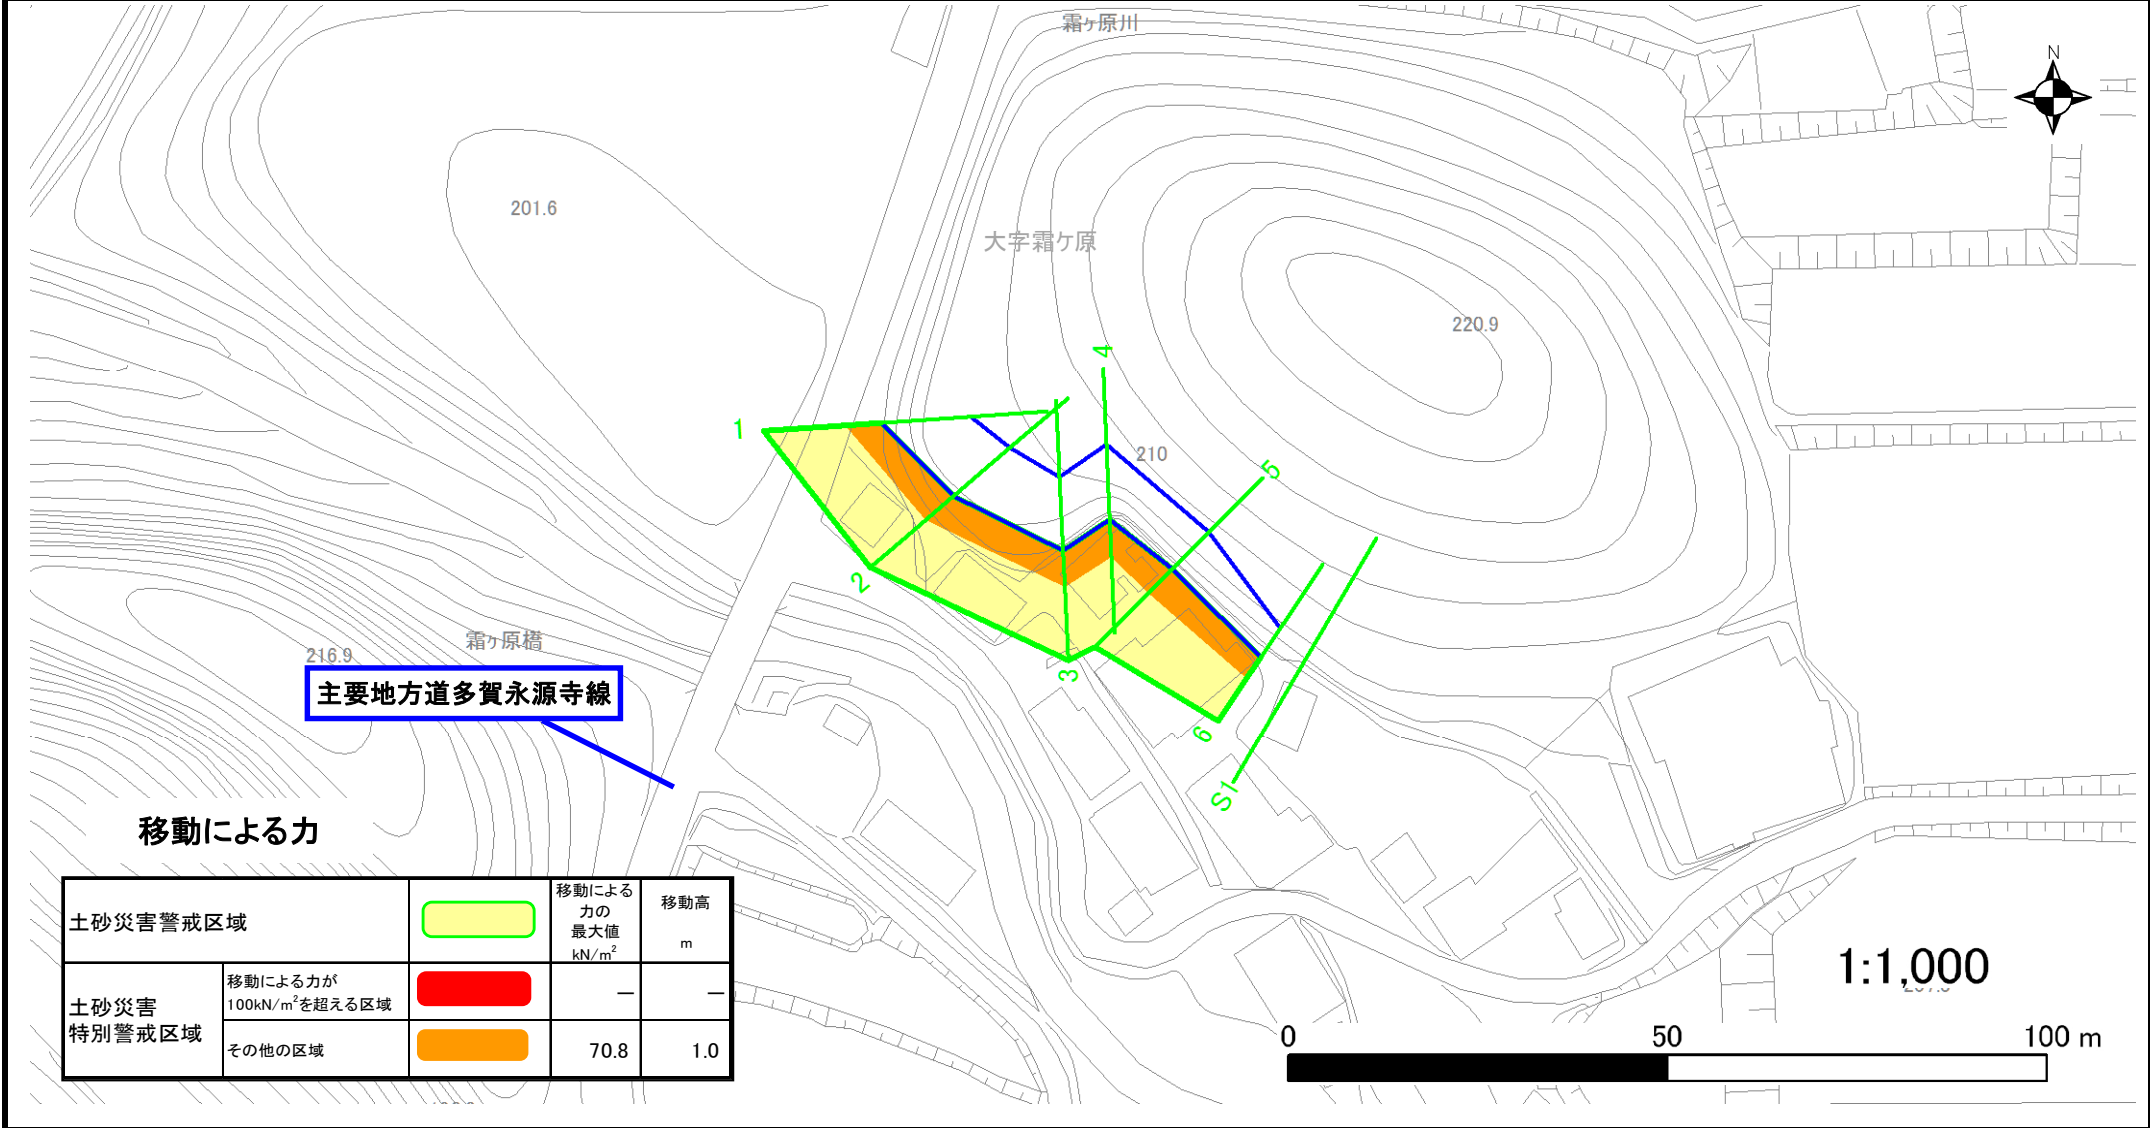 霜ヶ原川
N
201.6
大字霜ケ原
220.9
4
1
210
5
2
霜ヶ原橋
216.9
3
主要地方道多賀永源寺線
6
S1
移動による力
土砂災害警戒区域
移動による
力の
最大値
kN/m²
移動高
m
土砂災害
特別警戒区域
移動による力が
100kN/m²を超える区域
—
—
その他の区域
70.8
1.0
1:1,000
0
50
100 m